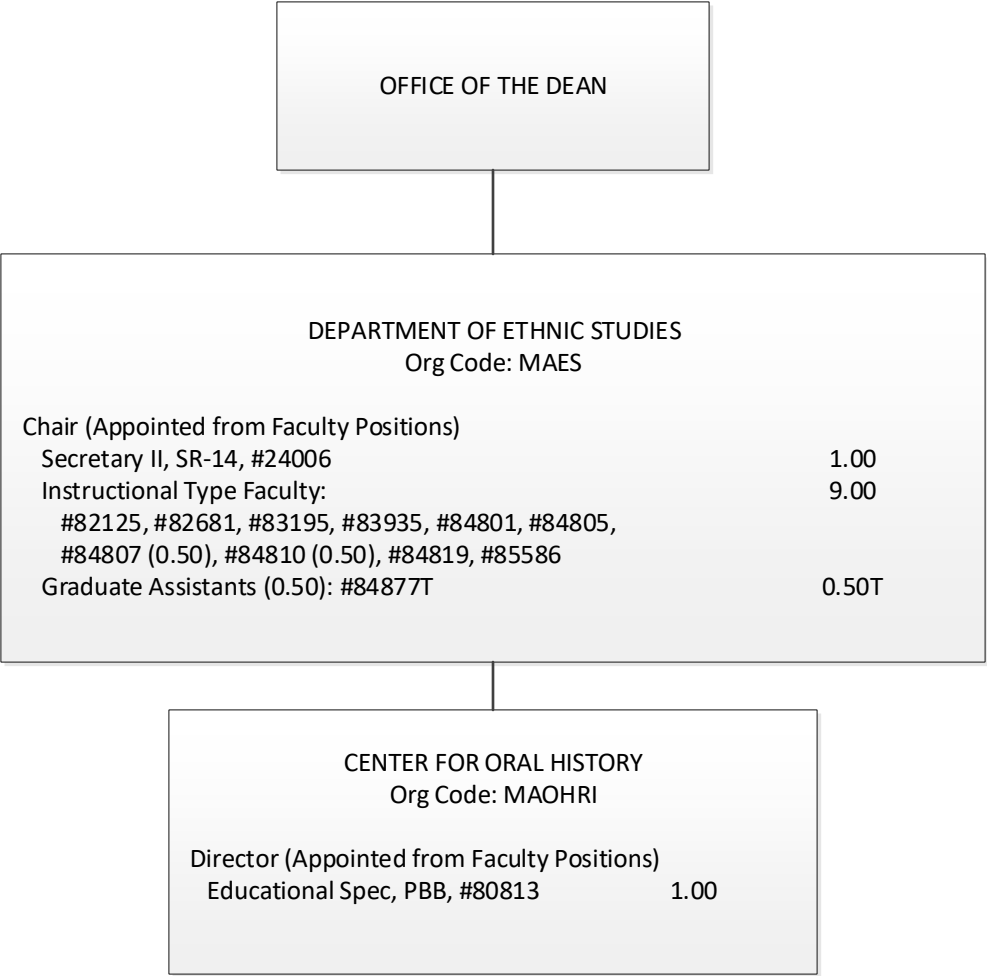 OFFICE OF THE DEAN
DEPARTMENT OF ETHNIC STUDIES
Org Code: MAES
Chair (Appointed from Faculty Positions)
Secretary II, SR-14, #24006 1.00
Instructional Type Faculty: 9.00
#82125, #82681, #83195, #83935, #84801, #84805,
#84807 (0.50), #84810 (0.50), #84819, #85586
Graduate Assistants (0.50): #84877T 0.50T
CENTER FOR ORAL HISTORY
Org Code: MAOHRI
Director (Appointed from Faculty Positions)
Educational Spec, PBB, #80813 1.00